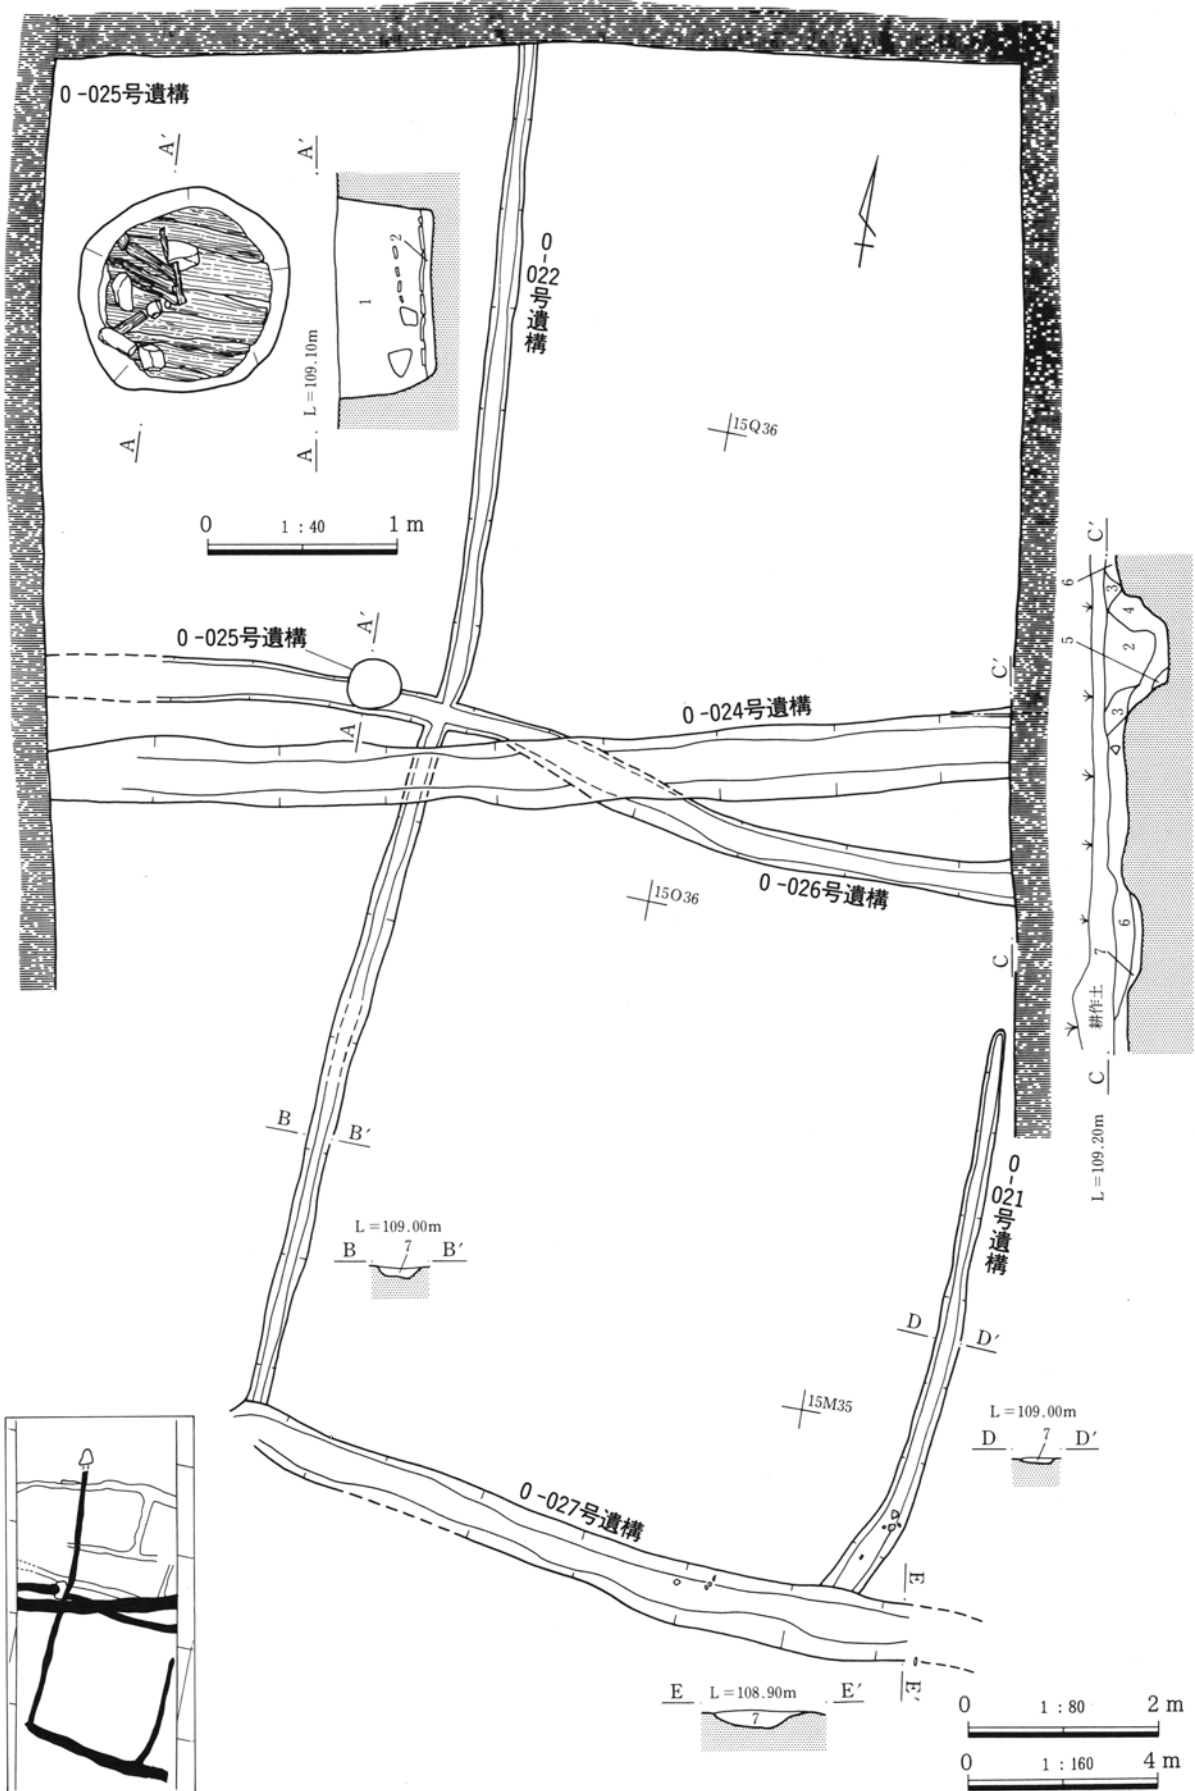 0-025号遺構
A'
A'
2
1
A
A L=109.10m
0 1:40 1m
0-022号遺構
15Q36
0-025号遺構
A'
A
0-024号遺構
C'
C'
6
3
4
2
5
3
6
7
耕作土
C
L=109.20m
15O36
0-026号遺構
C
B
B'
L=109.00m
B 7 B'
0-021号遺構
D
D'
15M35
L=109.00m
D 7 D'
0-027号遺構
E
E'
E L=108.90m E'
7
0 1:80 2m
0 1:160 4m